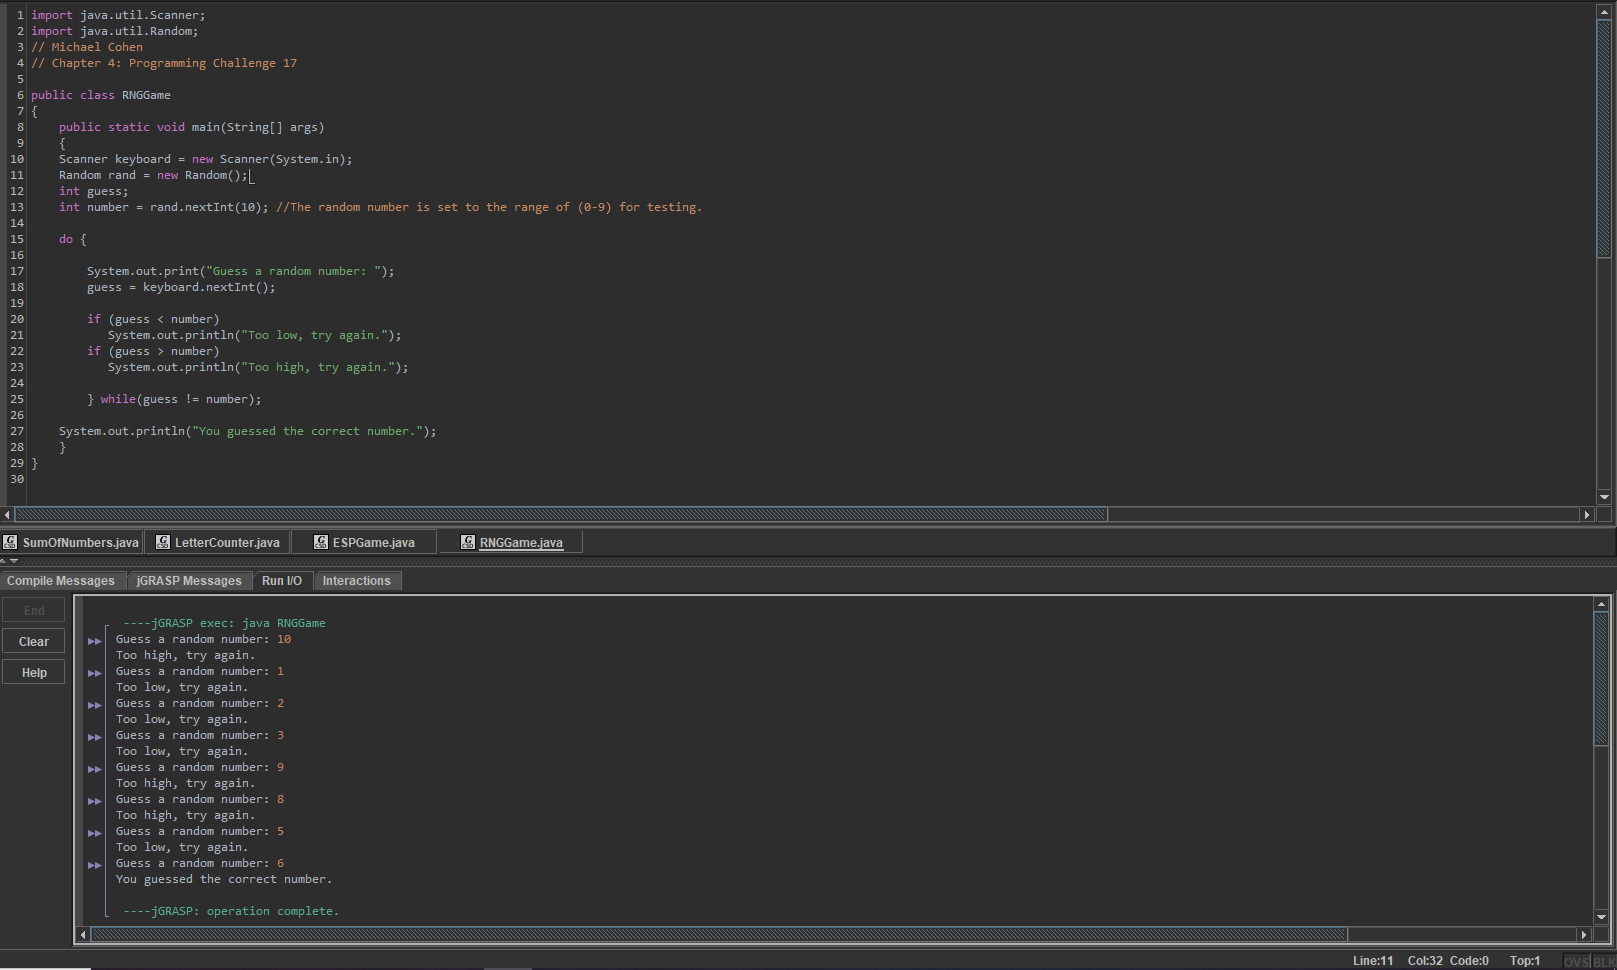 1 import java.util.Scanner;
2 import java.util.Random;
3 // Michael Cohen
4 // Chapter 4: Programming Challenge 17
5
6 public class RNGGame
7 {
8     public static void main(String[] args)
9     {
10     Scanner keyboard = new Scanner(System.in);
11     Random rand = new Random();
12     int guess;
13     int number = rand.nextInt(10); //The random number is set to the range of (0-9) for testing.
14
15     do {
16
17         System.out.print("Guess a random number: ");
18         guess = keyboard.nextInt();
19
20         if (guess < number)
21            System.out.println("Too low, try again.");
22         if (guess > number)
23            System.out.println("Too high, try again.");
24
25         } while(guess != number);
26
27     System.out.println("You guessed the correct number.");
28     }
29 }
30
SumOfNumbers.java LetterCounter.java ESPGame.java RNGGame.java
Compile Messages jGRASP Messages Run I/O Interactions
End
Clear
Help
----jGRASP exec: java RNGGame
Guess a random number: 10
Too high, try again.
Guess a random number: 1
Too low, try again.
Guess a random number: 2
Too low, try again.
Guess a random number: 3
Too low, try again.
Guess a random number: 9
Too high, try again.
Guess a random number: 8
Too high, try again.
Guess a random number: 5
Too low, try again.
Guess a random number: 6
You guessed the correct number.
----jGRASP: operation complete.
Line:11 Col:32 Code:0 Top:1 OVS BLK